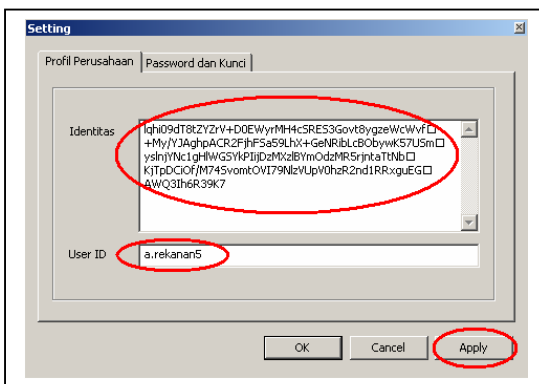 Setting
Profil Perusahaan
Password dan Kunci
Identitas
lqhi09dT8tZYZrV+D0EWyrMH4cSRES3Govt8ygzeWcWvf□
+My/YJAghpACR2FjhFSa59LhX+GeNRibLcBObywK57USm□
yslnjYNc1gHlWGSYkPIijDzMXzlBYmOdzMR5rjntaTtNb□
KjTpDCiOf/M74SvomtOVI79NlzVUpV0hzR2nd1RRxguEG□
AWQ3Ih6R39K7
User ID
a.rekanan5
OK
Cancel
Apply